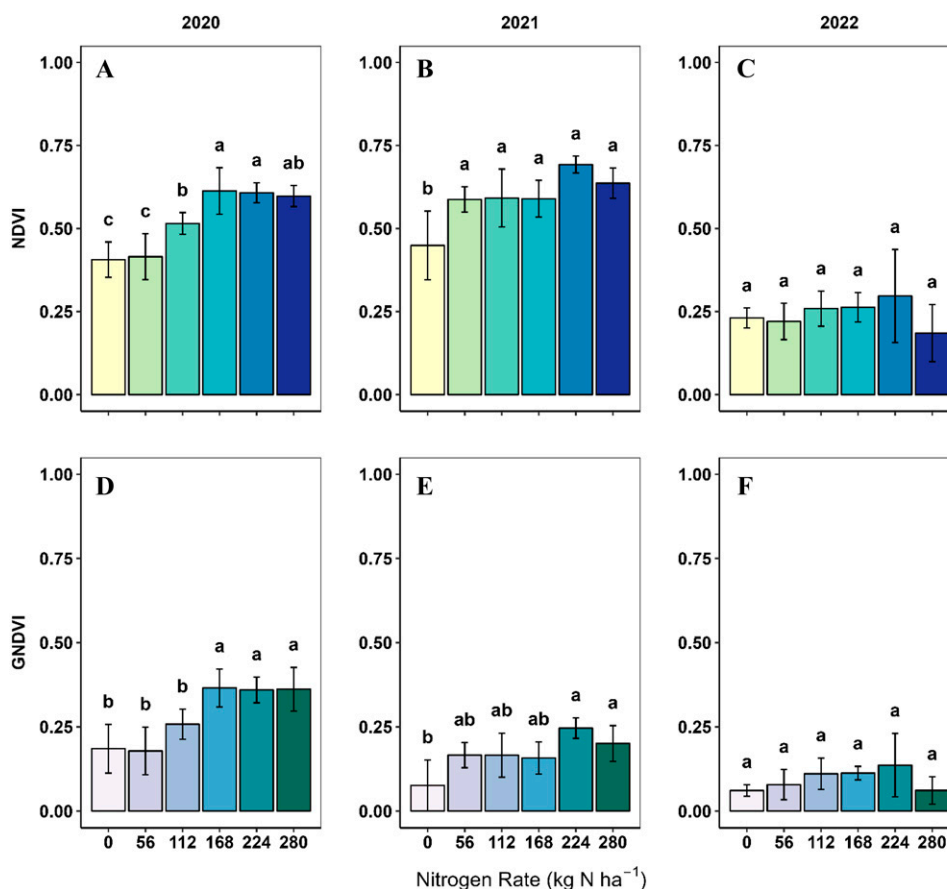 2020 2021 2022
A B C
1.00 1.00 1.00
0.75 0.75 0.75
0.50 0.50 0.50
0.25 0.25 0.25
0.00 0.00 0.00
NDVI
c c b a a ab
b a a a a a
a a a a a a
D E F
1.00 1.00 1.00
0.75 0.75 0.75
0.50 0.50 0.50
0.25 0.25 0.25
0.00 0.00 0.00
GNDVI
b b b a a a
b ab ab ab a a
a a a a a a
0 56 112 168 224 280 0 56 112 168 224 280 0 56 112 168 224 280
Nitrogen Rate (kg N ha⁻¹)